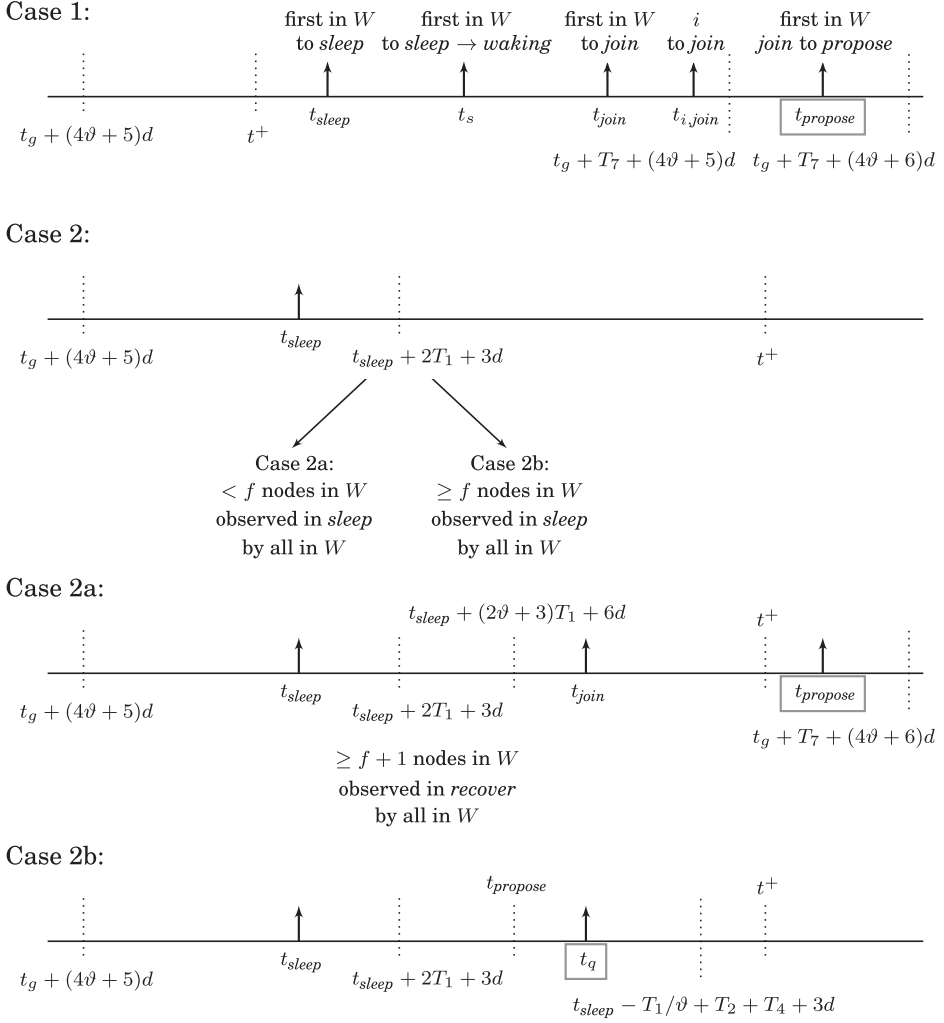 Case 1:
first in W first in W first in W i first in W
to sleep to sleep → waking to join to join join to propose
t_sleep t_s t_join t_{i,join} t_propose
t_g + (4ϑ + 5)d t^+
t_g + T_7 + (4ϑ + 5)d t_g + T_7 + (4ϑ + 6)d
Case 2:
t_sleep
t_g + (4ϑ + 5)d t_sleep + 2T_1 + 3d t^+
Case 2a: Case 2b:
< f nodes in W ≥ f nodes in W
observed in sleep observed in sleep
by all in W by all in W
Case 2a:
t_sleep + (2ϑ + 3)T_1 + 6d t^+
t_sleep t_join t_propose
t_g + (4ϑ + 5)d t_sleep + 2T_1 + 3d
t_g + T_7 + (4ϑ + 6)d
≥ f + 1 nodes in W
observed in recover
by all in W
Case 2b:
t_propose t^+
t_sleep t_q
t_g + (4ϑ + 5)d t_sleep + 2T_1 + 3d
t_sleep − T_1/ϑ + T_2 + T_4 + 3d